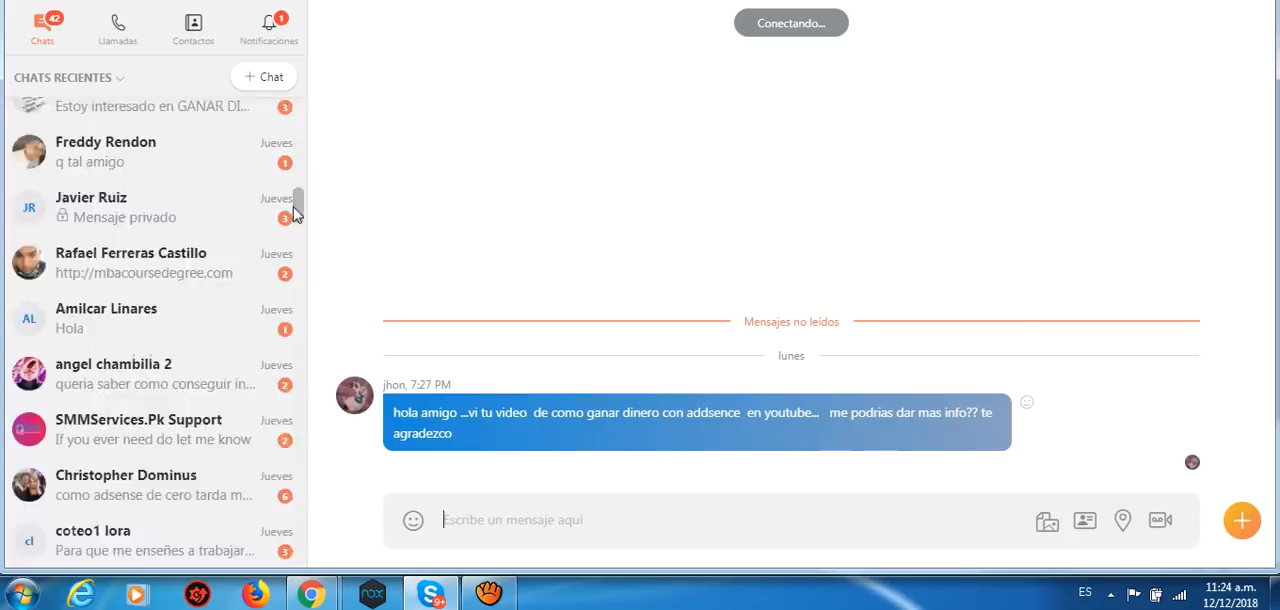 42
Chats
Llamadas
Contactos
1
Notificaciones
CHATS RECIENTES
+ Chat
Estoy interesado en GANAR DI...
3
Freddy Rendon
Jueves
q tal amigo
1
JR
Javier Ruiz
Jueves
Mensaje privado
3
Rafael Ferreras Castillo
Jueves
http://mbacoursedegree.com
2
AL
Amilcar Linares
Jueves
Hola
1
angel chambilia 2
Jueves
queria saber como conseguir in...
2
SMMServices.Pk Support
Jueves
If you ever need do let me know
2
Christopher Dominus
Jueves
como adsense de cero tarda m...
6
cl
coteo1 lora
Jueves
Para que me enseñes a trabajar...
3
Conectando...
Mensajes no leídos
lunes
jhon, 7:27 PM
hola amigo ...vi tu video de como ganar dinero con addsence en youtube... me podrias dar mas info?? te
agradezco
Escribe un mensaje aquí
nox
S
9+
ES
11:24 a.m.
12/12/2018